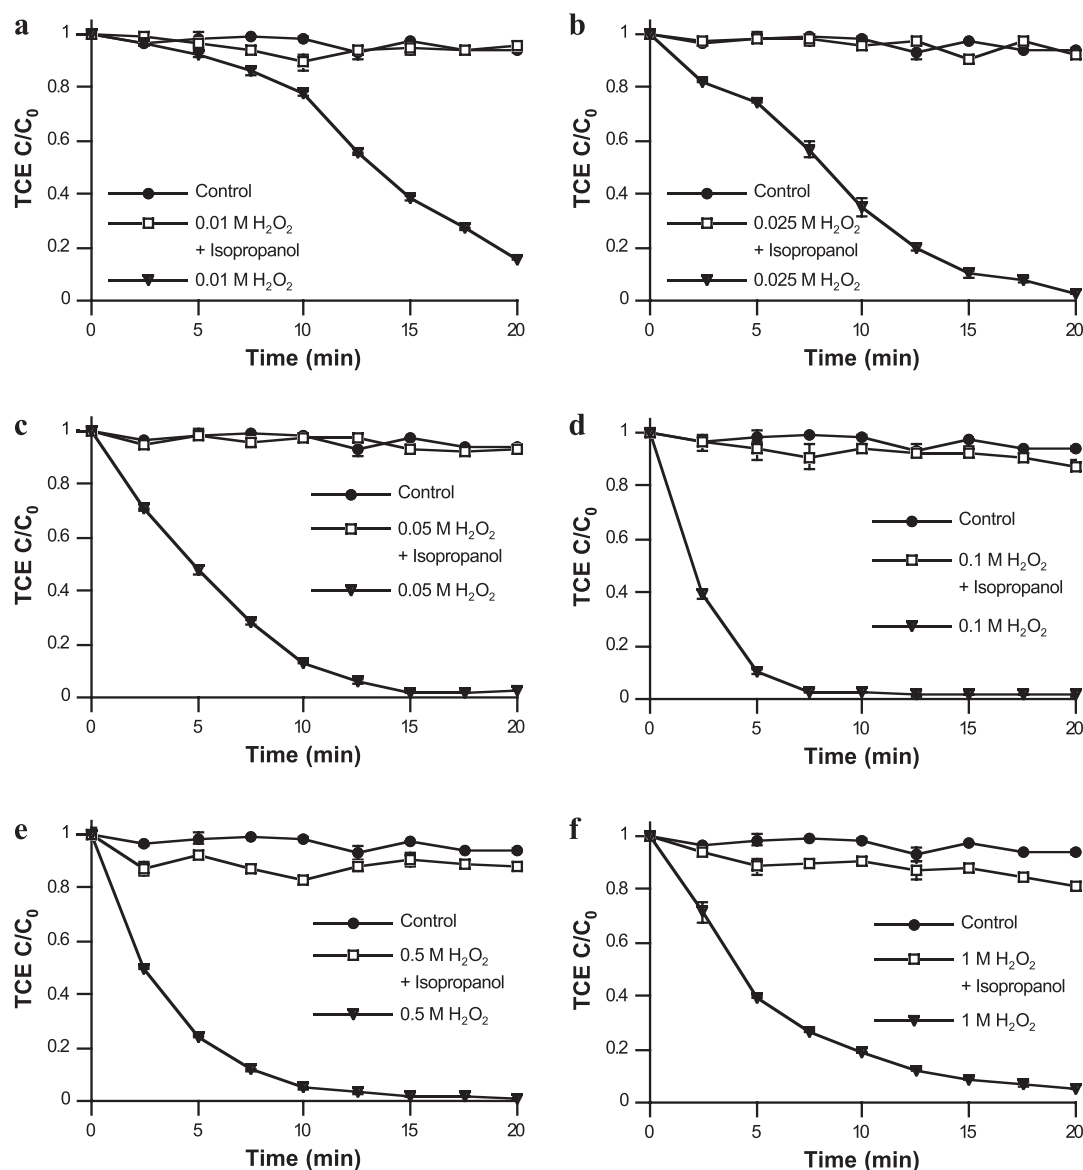 a
TCE C/C₀
1
0.8
0.6
0.4
0.2
0
Control
0.01 M H₂O₂
+ Isopropanol
0.01 M H₂O₂
0 5 10 15 20
Time (min)
b
TCE C/C₀
1
0.8
0.6
0.4
0.2
0
Control
0.025 M H₂O₂
+ Isopropanol
0.025 M H₂O₂
0 5 10 15 20
Time (min)
c
TCE C/C₀
1
0.8
0.6
0.4
0.2
0
Control
0.05 M H₂O₂
+ Isopropanol
0.05 M H₂O₂
0 5 10 15 20
Time (min)
d
TCE C/C₀
1
0.8
0.6
0.4
0.2
0
Control
0.1 M H₂O₂
+ Isopropanol
0.1 M H₂O₂
0 5 10 15 20
Time (min)
e
TCE C/C₀
1
0.8
0.6
0.4
0.2
0
Control
0.5 M H₂O₂
+ Isopropanol
0.5 M H₂O₂
0 5 10 15 20
Time (min)
f
TCE C/C₀
1
0.8
0.6
0.4
0.2
0
Control
1 M H₂O₂
+ Isopropanol
1 M H₂O₂
0 5 10 15 20
Time (min)